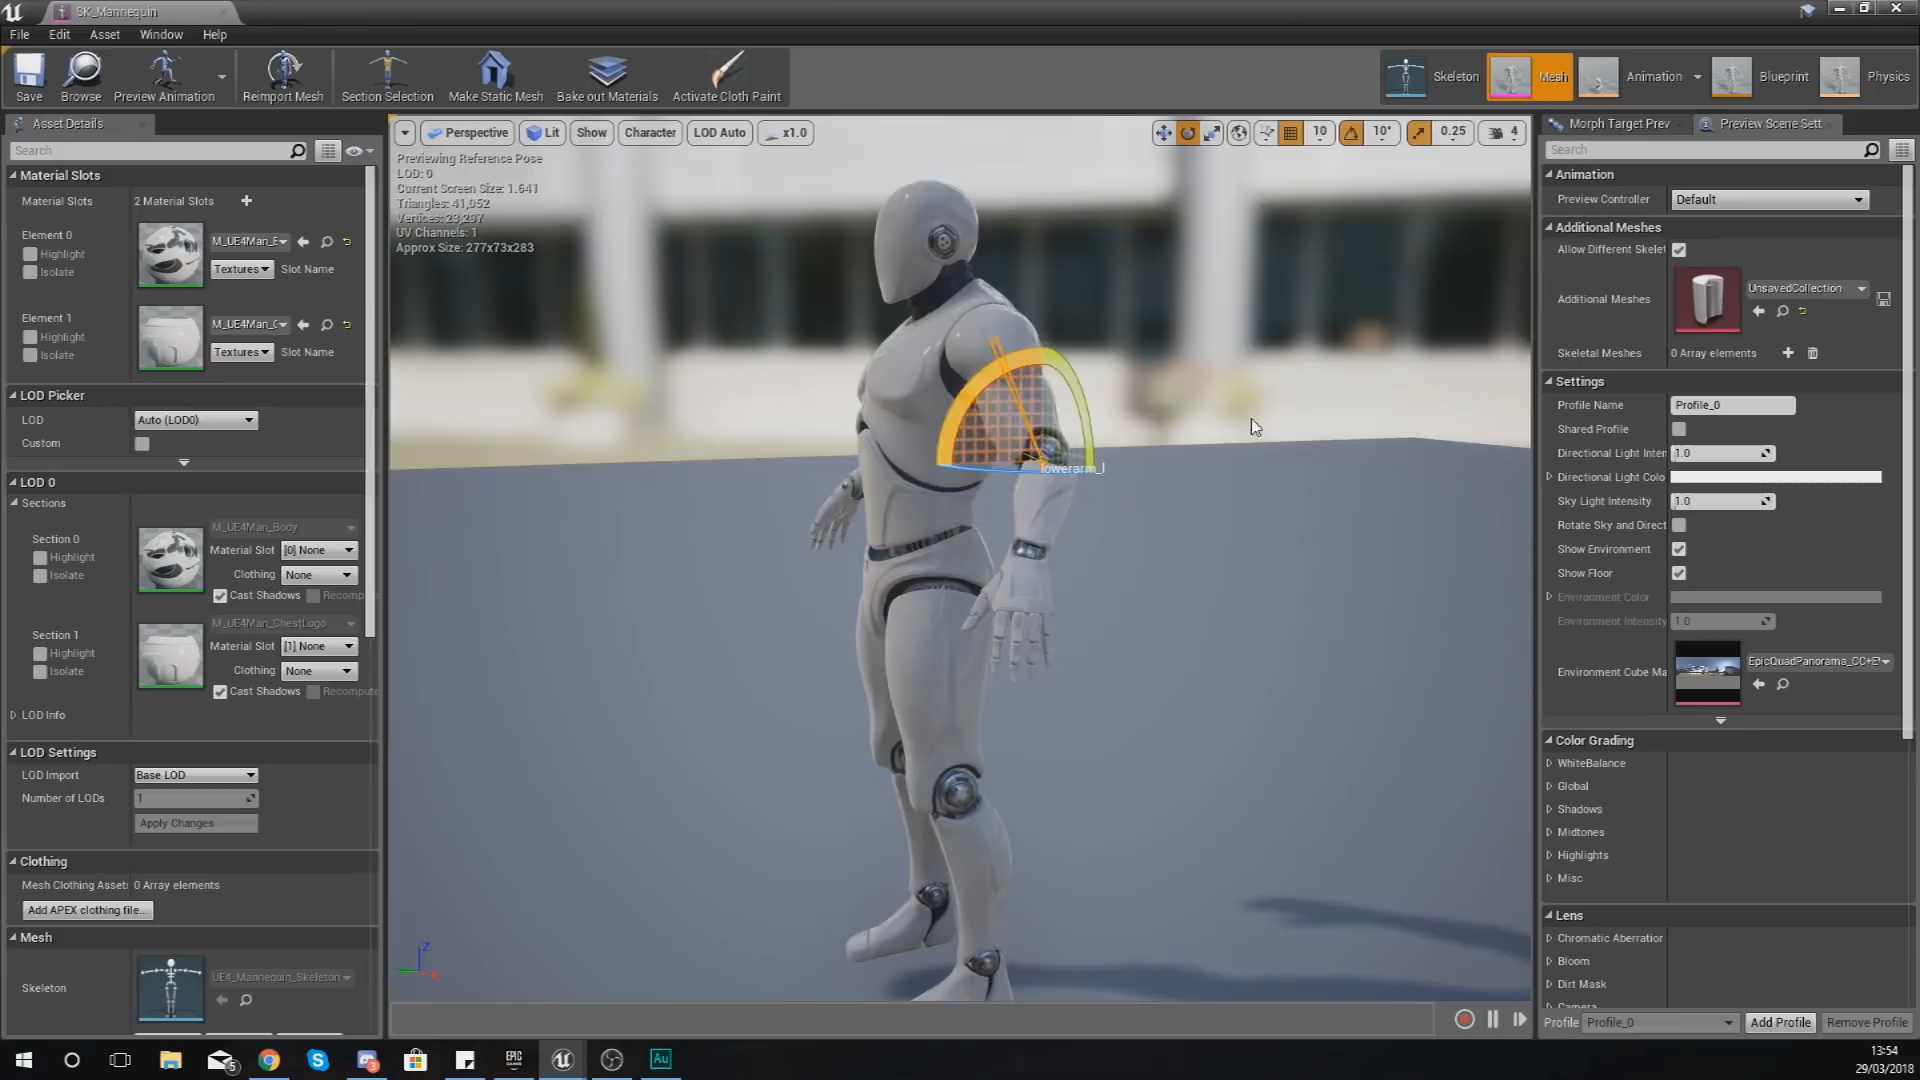 SK_Mannequin
File Edit Asset Window Help
Save Browse Preview Animation Reimport Mesh Section Selection Make Static Mesh Bake out Materials Activate Cloth Paint
Skeleton Mesh Animation Blueprint Physics
Asset Details
Search
Material Slots
Material Slots 2 Material Slots
Element 0
Highlight
Isolate
M_UE4Man_E
Textures Slot Name
Element 1
Highlight
Isolate
M_UE4Man_C
Textures Slot Name
LOD Picker
LOD Auto (LOD0)
Custom
LOD 0
Sections
M_UE4Man_Body
Section 0
Highlight
Isolate
Material Slot [0] None
Clothing None
Cast Shadows Recompute
M_UE4Man_ChestLogo
Section 1
Highlight
Isolate
Material Slot [1] None
Clothing None
Cast Shadows Recompute
LOD Info
LOD Settings
LOD Import Base LOD
Number of LODs 1
Apply Changes
Clothing
Mesh Clothing Assets 0 Array elements
Add APEX clothing file...
Mesh
UE4_Mannequin_Skeleton
Skeleton
Perspective Lit Show Character LOD Auto x1.0
10 10° 0.25 4
Previewing Reference Pose
LOD: 0
Current Screen Size: 1.641
Triangles: 41,052
Vertices: 23,297
UV Channels: 1
Approx Size: 277x73x283
lowerarm_l
Z
Morph Target Prev Preview Scene Sett
Search
Animation
Preview Controller Default
Additional Meshes
Allow Different Skelet
Additional Meshes UnsavedCollection
Skeletal Meshes 0 Array elements
Settings
Profile Name Profile_0
Shared Profile
Directional Light Inten 1.0
Directional Light Colo
Sky Light Intensity 1.0
Rotate Sky and Direct
Show Environment
Show Floor
Environment Color
Environment Intensity 1.0
Environment Cube Ma EpicQuadPanorama_CC+E
Color Grading
WhiteBalance
Global
Shadows
Midtones
Highlights
Misc
Lens
Chromatic Aberration
Bloom
Dirt Mask
Camera
Profile Profile_0 Add Profile Remove Profile
5 3 EPIC GAMES Au
13:54
29/03/2018